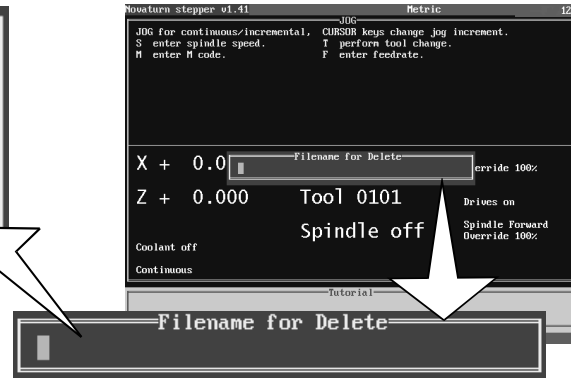 Novaturn stepper v1.41 Metric 12
JOG
JOG for continuous/incremental, CURSOR keys change jog increment.
S enter spindle speed. T perform tool change.
M enter M code. F enter feedrate.
Filename for Delete
X + 0.0 erride 100%
Z + 0.000 Tool 0101 Drives on
Spindle off Spindle Forward
Override 100%
Coolant off
Continuous
Tutorial
Filename for Delete